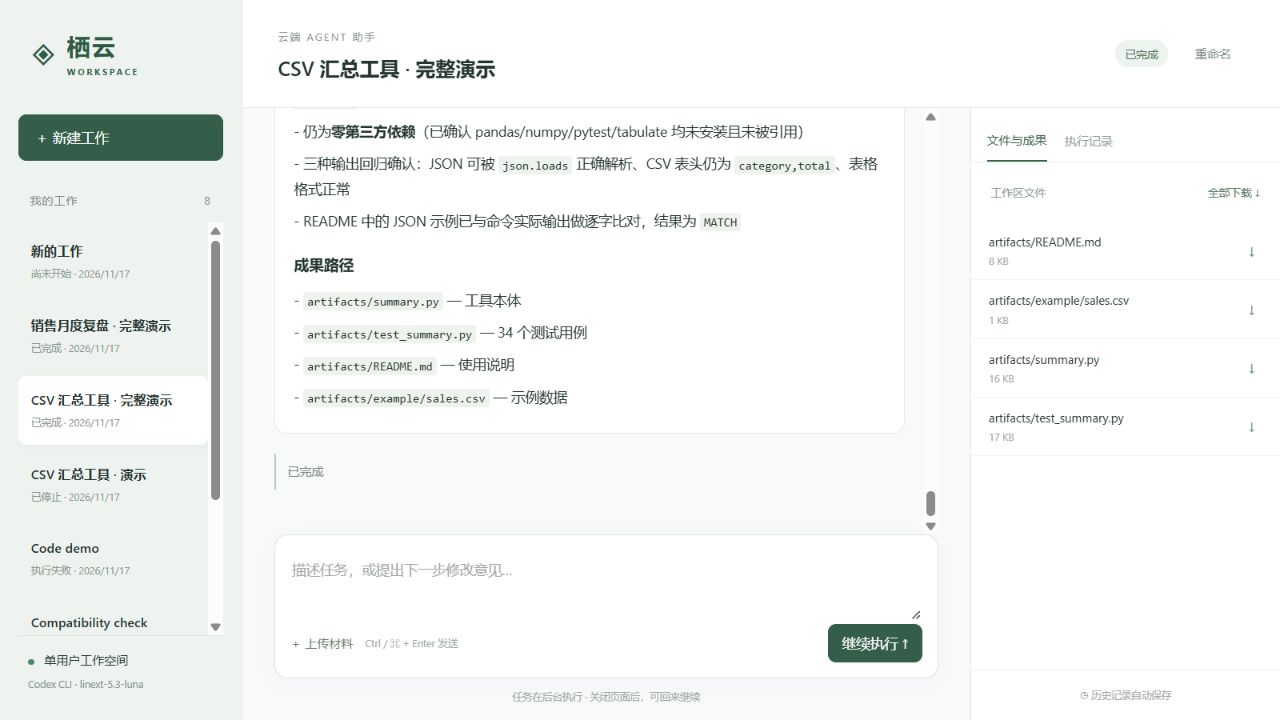 栖云
WORKSPACE
+ 新建工作
我的工作 8
新的工作
尚未开始 · 2026/11/17
销售月度复盘 · 完整演示
已完成 · 2026/11/17
CSV 汇总工具 · 完整演示
已完成 · 2026/11/17
CSV 汇总工具 · 演示
已停止 · 2026/11/17
Code demo
执行失败 · 2026/11/17
Compatibility check
单用户工作空间
Codex CLI · linext-5.3-luna
云端 AGENT 助手
CSV 汇总工具 · 完整演示
已完成 重命名
- 仍为零第三方依赖（已确认 pandas/numpy/pytest/tabulate 均未安装且未被引用）
- 三种输出回归确认：JSON 可被 json.loads 正确解析、CSV 表头仍为 category,total 、表格
格式正常
- README 中的 JSON 示例已与命令实际输出做逐字比对，结果为 MATCH
成果路径
- artifacts/summary.py — 工具本体
- artifacts/test_summary.py — 34 个测试用例
- artifacts/README.md — 使用说明
- artifacts/example/sales.csv — 示例数据
已完成
描述任务，或提出下一步修改意见...
+ 上传材料 Ctrl / ⌘ + Enter 发送
继续执行 ↑
任务在后台执行 · 关闭页面后，可回来继续
文件与成果 执行记录
工作区文件 全部下载 ↓
artifacts/README.md
8 KB
↓
artifacts/example/sales.csv
1 KB
↓
artifacts/summary.py
16 KB
↓
artifacts/test_summary.py
17 KB
↓
◷ 历史记录自动保存